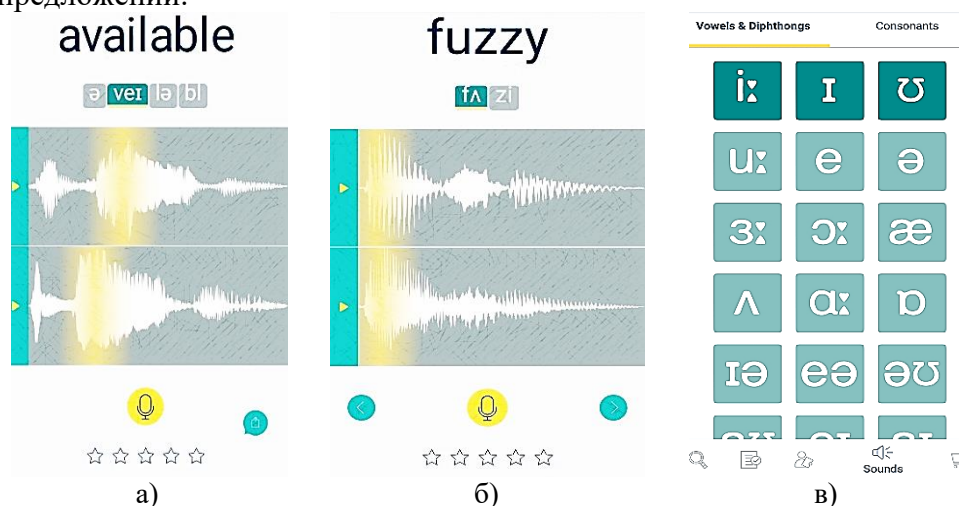 available
ə veɪ lə bl
а)
fuzzy
fʌ zi
б)
Vowels & Diphthongs Consonants
iː ɪ ʊ
uː e ə
ɜː ɔː æ
ʌ ɑː ɒ
ɪə eə əʊ
Sounds
в)